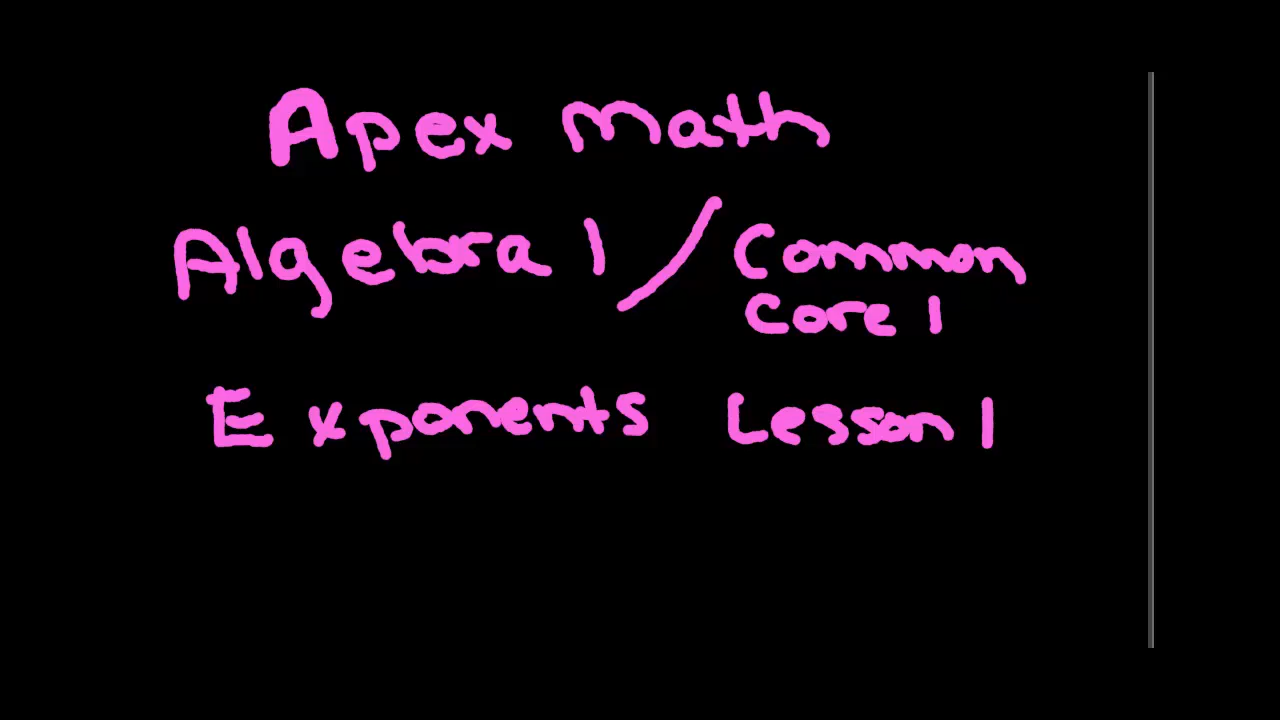 Apex Math
Algebra 1 / Common
Core 1
Exponents Lesson 1